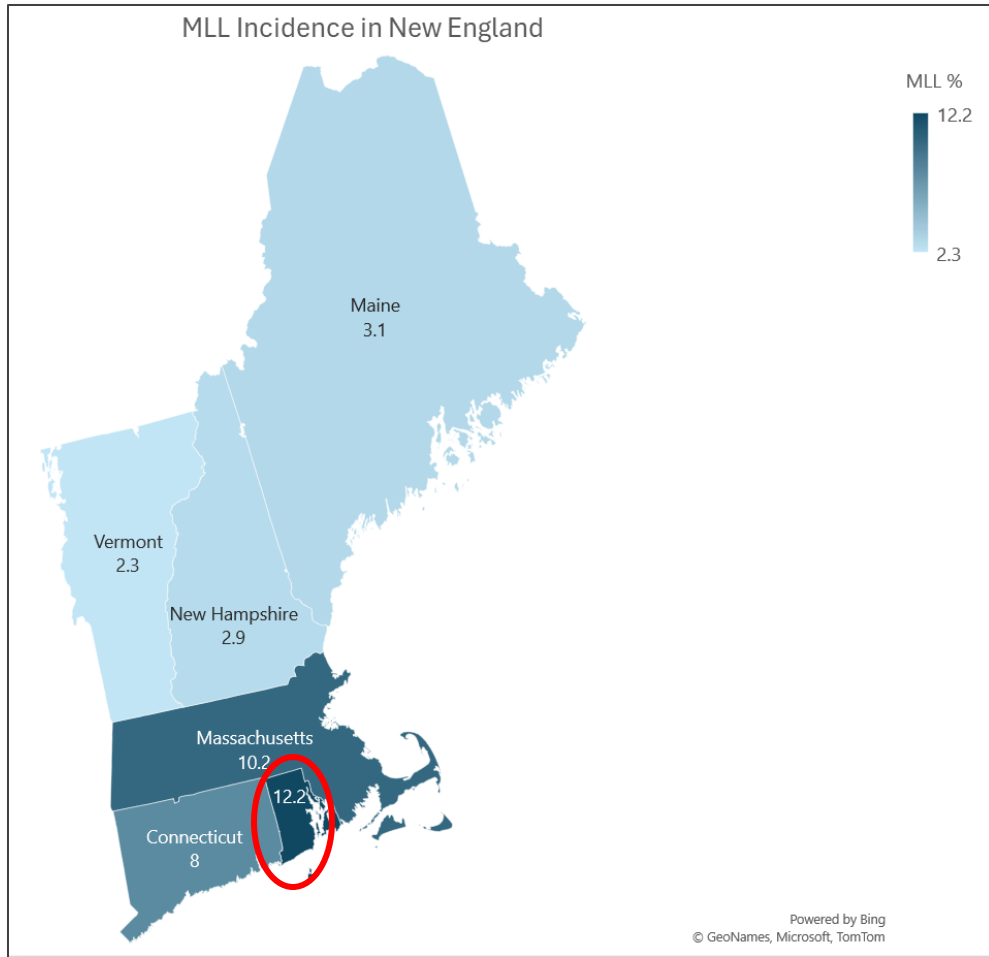 MLL Incidence in New England
MLL %
12.2
2.3
Maine
3.1
Vermont
2.3
New Hampshire
2.9
Massachusetts
10.2
12.2
Connecticut
8
Powered by Bing
© GeoNames, Microsoft, TomTom